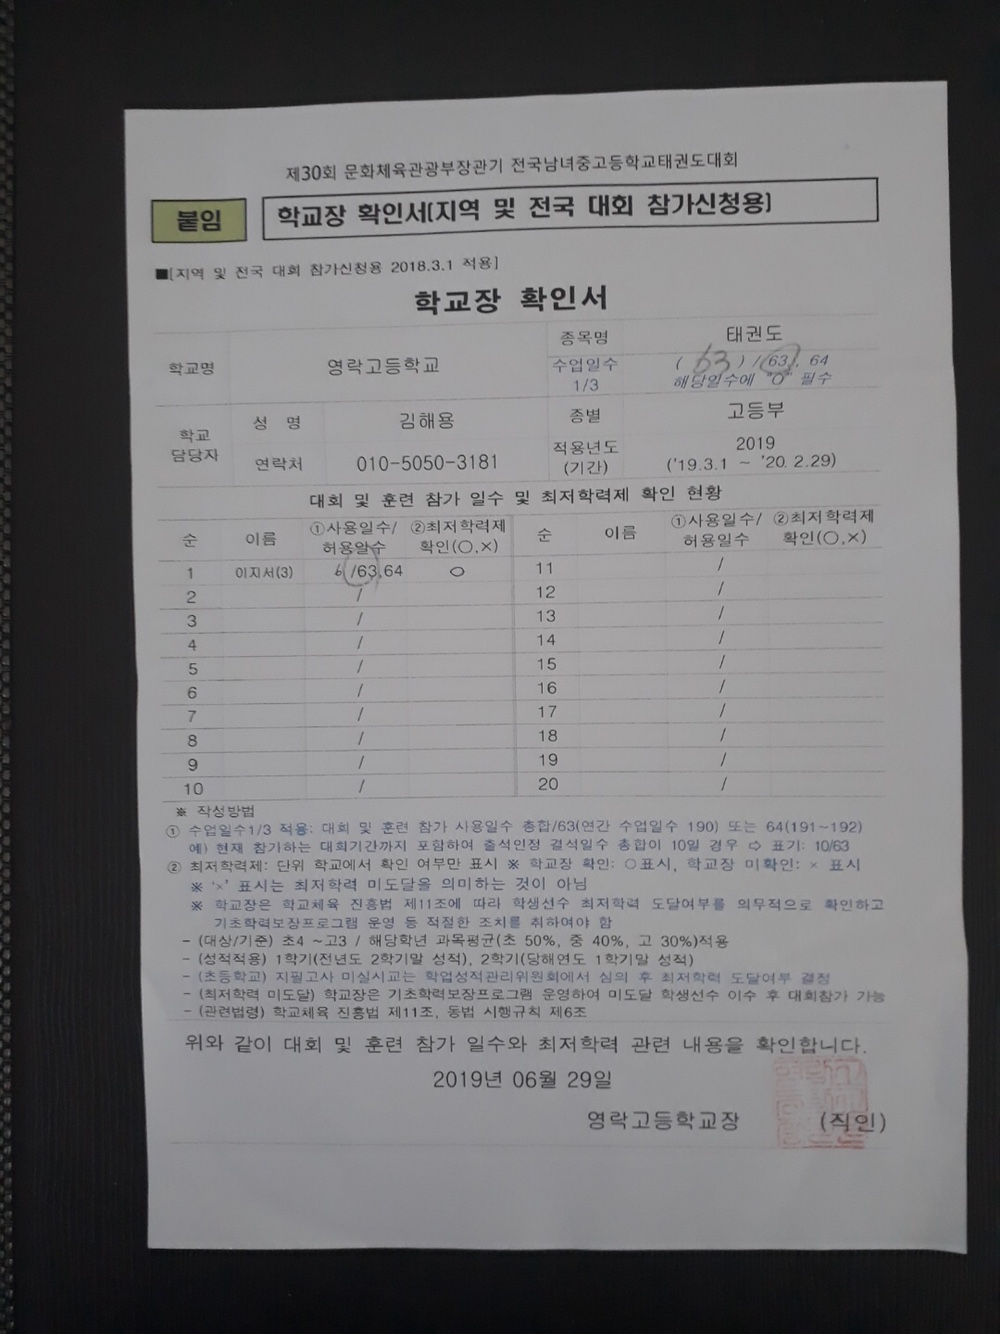 제30회 문화체육관광부장관기 전국남녀중고등학교태권도대회
붙임 학교장 확인서(지역 및 전국 대회 참가신청용)
■[지역 및 전국 대회 참가신청용 2018.3.1 적용]
학교장 확인서
학교명 영락고등학교 종목명 태권도
수업일수 1/3 ( 63 ) / 63, 64
해당일수에 "O" 필수
학교 담당자 성 명 김해용 종별 고등부
연락처 010-5050-3181 적용년도 (기간) 2019 ('19.3.1 ~ '20.2.29)
대회 및 훈련 참가 일수 및 최저학력제 확인 현황
순 이름 ①사용일수/허용일수 ②최저학력제 확인(○,×) 순 이름 ①사용일수/허용일수 ②최저학력제 확인(○,×)
1 이지서(3) 6 /63,64 ○ 11 /
2 / 12 /
3 / 13 /
4 / 14 /
5 / 15 /
6 / 16 /
7 / 17 /
8 / 18 /
9 / 19 /
10 / 20 /
※ 작성방법
① 수업일수1/3 적용: 대회 및 훈련 참가 사용일수 총합/63(연간 수업일수 190) 또는 64(191~192)
예) 현재 참가하는 대회기간까지 포함하여 출석인정 결석일수 총합이 10일 경우 ⇨ 표기: 10/63
② 최저학력제: 단위 학교에서 확인 여부만 표시 ※ 학교장 확인: ○표시, 학교장 미확인: × 표시
※ '×' 표시는 최저학력 미도달을 의미하는 것이 아님
※ 학교장은 학교체육 진흥법 제11조에 따라 학생선수 최저학력 도달여부를 의무적으로 확인하고
기초학력보장프로그램 운영 등 적절한 조치를 취하여야 함
- (대상/기준) 초4 ~고3 / 해당학년 과목평균(초 50%, 중 40%, 고 30%)적용
- (성적적용) 1학기(전년도 2학기말 성적), 2학기(당해연도 1학기말 성적)
- (초등학교) 지필고사 미실시교는 학업성적관리위원회에서 심의 후 최저학력 도달여부 결정
- (최저학력 미도달) 학교장은 기초학력보장프로그램 운영하여 미도달 학생선수 이수 후 대회참가 가능
- (관련법령) 학교체육 진흥법 제11조, 동법 시행규칙 제6조
위와 같이 대회 및 훈련 참가 일수와 최저학력 관련 내용을 확인합니다.
2019년 06월 29일
영락고등학교장 (직인)